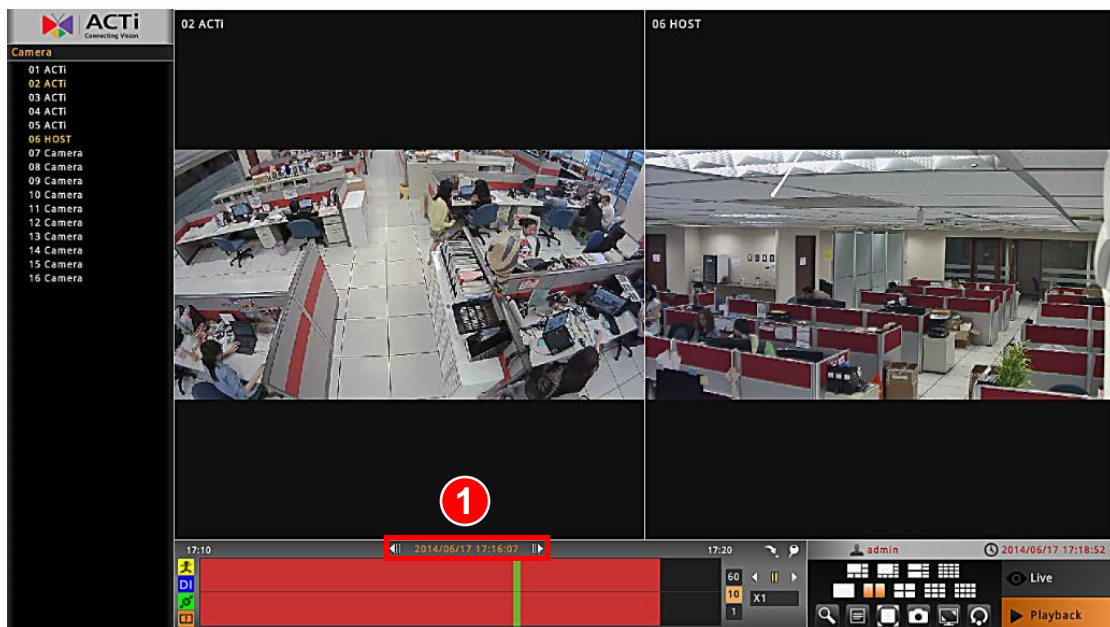 ACTi
Connecting Vision
Camera
01 ACTi
02 ACTi
03 ACTi
04 ACTi
05 ACTi
06 HOST
07 Camera
08 Camera
09 Camera
10 Camera
11 Camera
12 Camera
13 Camera
14 Camera
15 Camera
16 Camera
02 ACTi
06 HOST
1
17:10
2014/06/17 17:16:07
17:20
DI
60
10
1
X1
admin
2014/06/17 17:18:52
Live
Playback